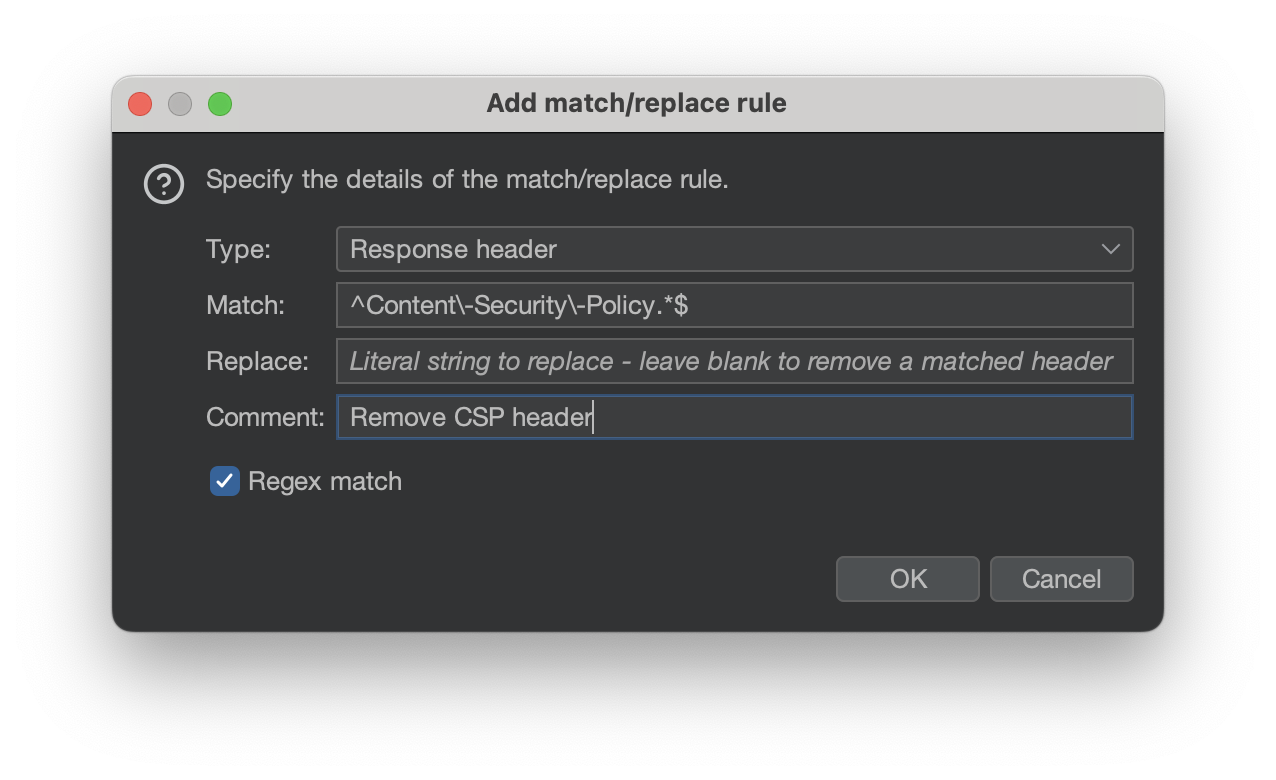 Add match/replace rule
Specify the details of the match/replace rule.
Type: Response header
Match: ^Content\-Security\-Policy.*$
Replace: Literal string to replace - leave blank to remove a matched header
Comment: Remove CSP header
Regex match
OK Cancel